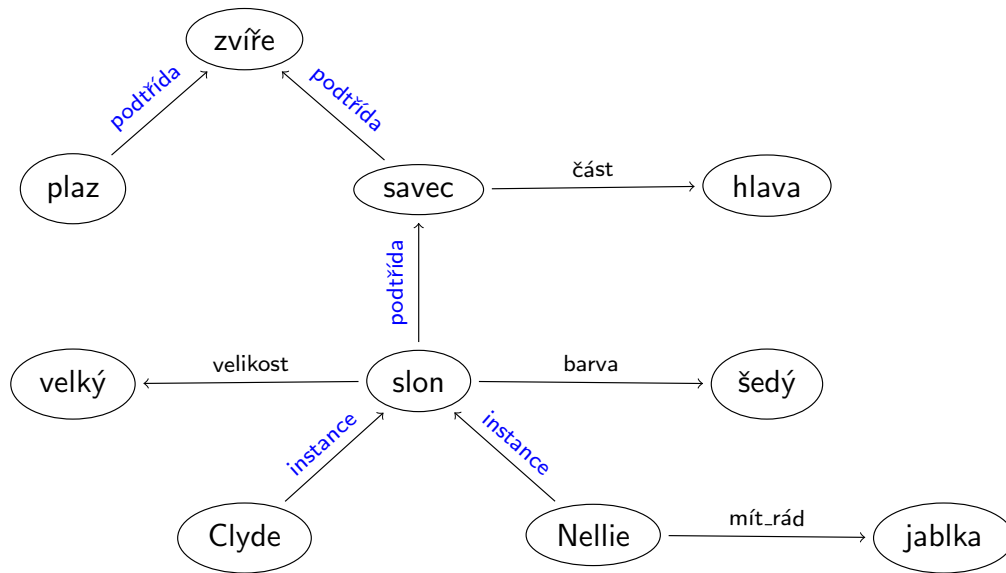 zvíře
podtřída
podtřída
plaz
savec
část
hlava
podtřída
velký
velikost
slon
barva
šedý
instance
instance
Clyde
Nellie
mít_rád
jablka